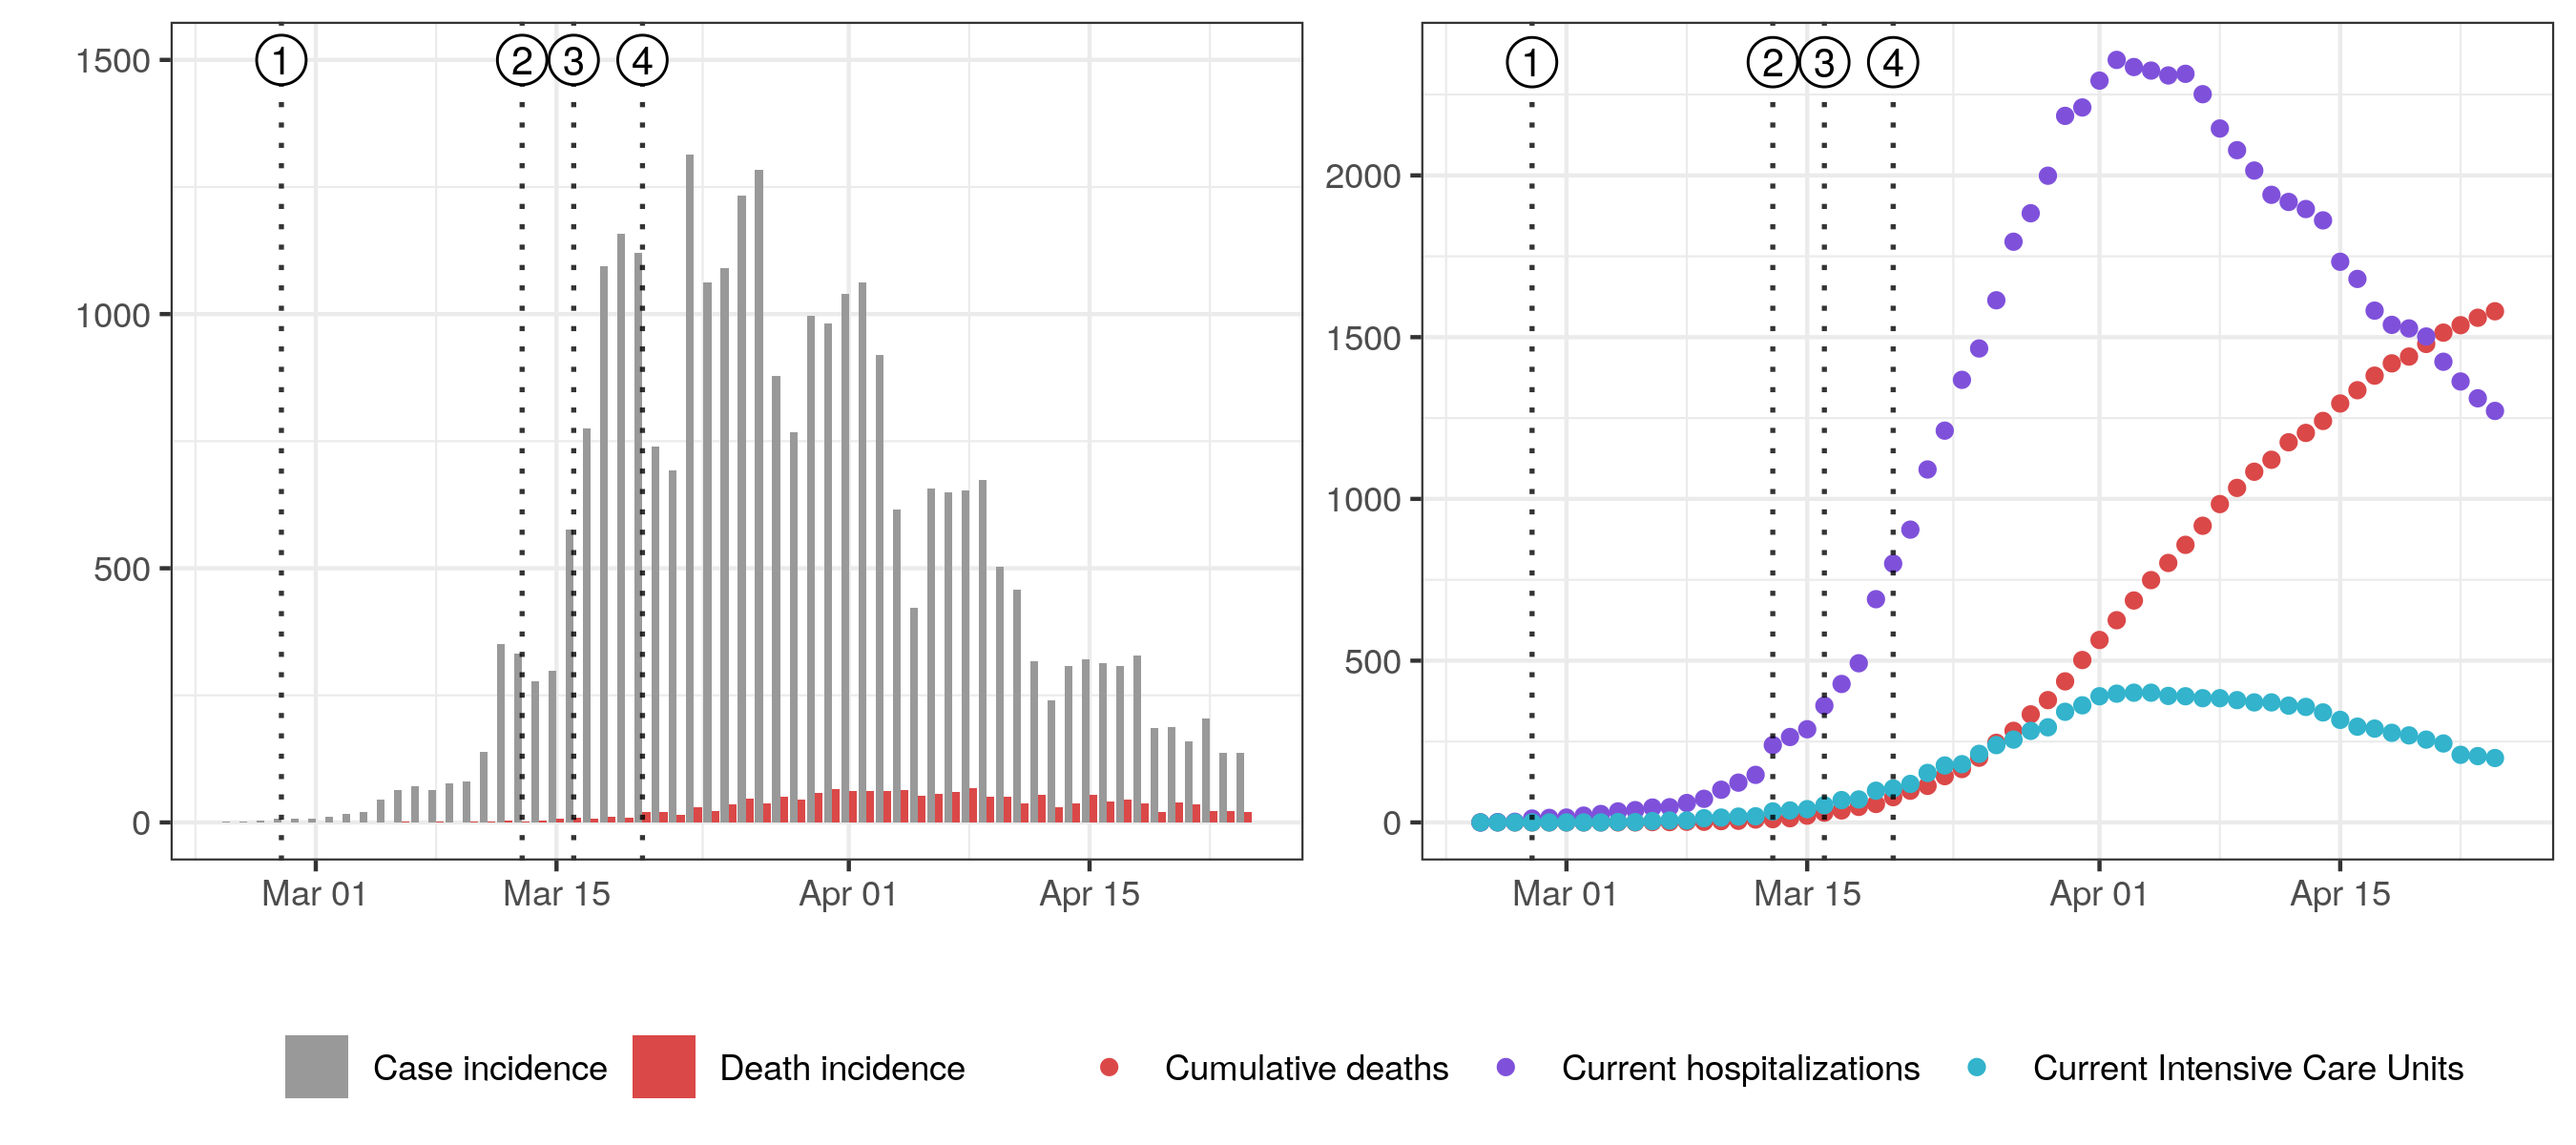 1500
1000
500
0
① ② ③ ④
Mar 01 Mar 15 Apr 01 Apr 15
2000
1500
1000
500
0
① ② ③ ④
Mar 01 Mar 15 Apr 01 Apr 15
Case incidence Death incidence Cumulative deaths Current hospitalizations Current Intensive Care Units